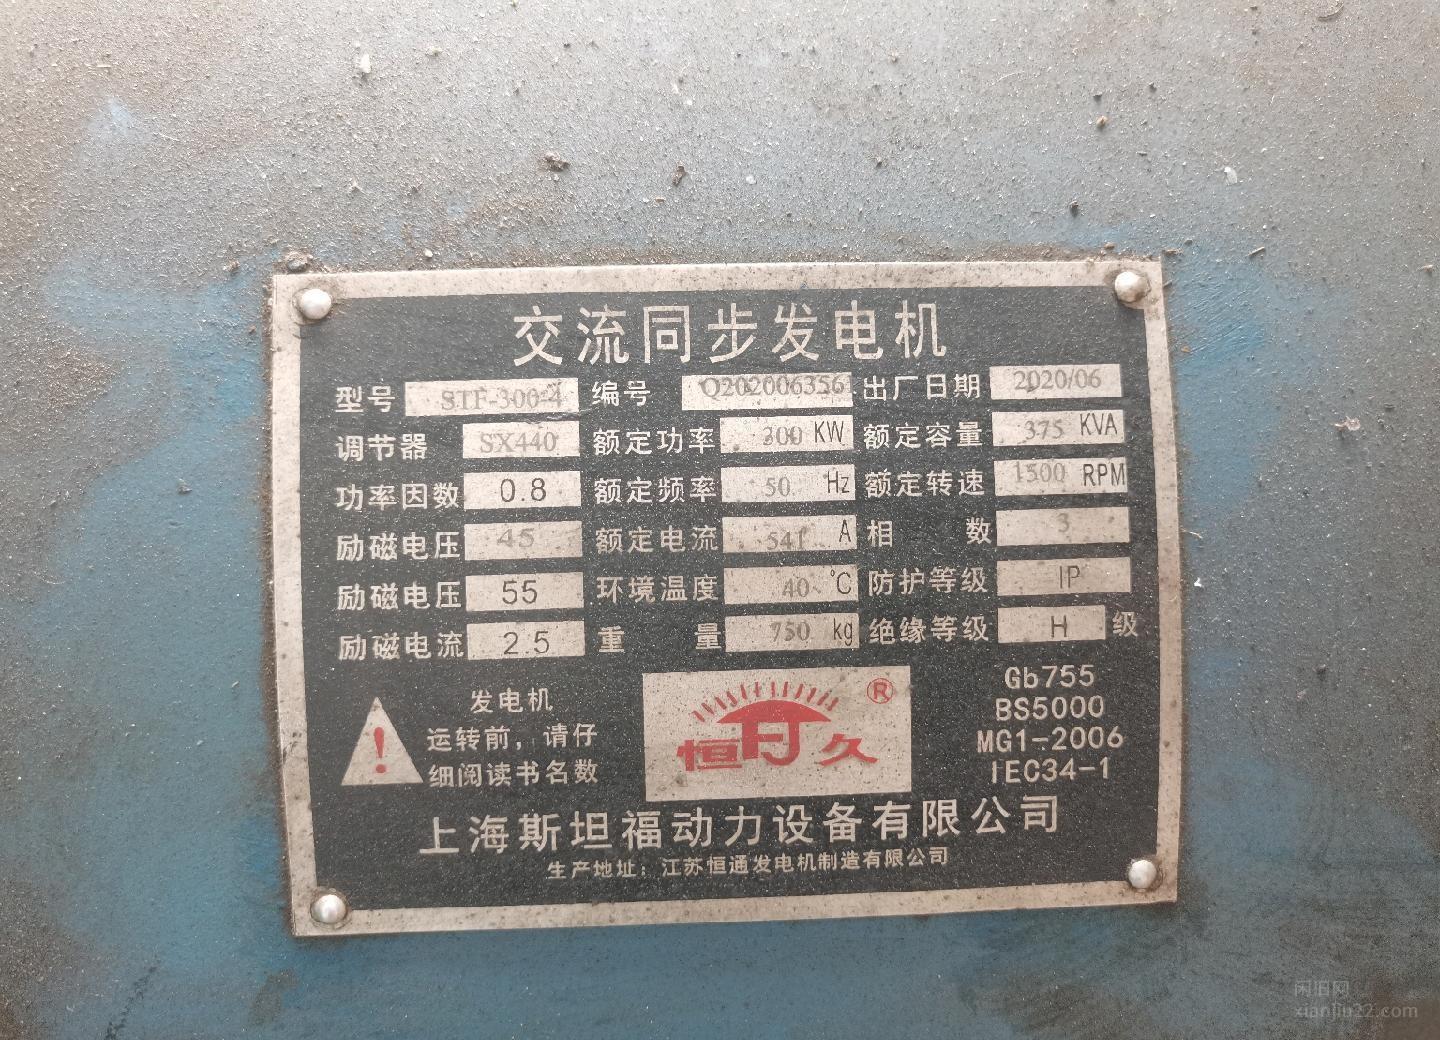 交流同步发电机
型号 STF-300-4 编号 Q202006356 出厂日期 2020/06
调节器 SX440 额定功率 300 KW 额定容量 375 KVA
功率因数 0.8 额定频率 50 Hz 额定转速 1500 RPM
励磁电压 45 额定电流 541 A 相数 3
励磁电压 55 环境温度 40 ℃ 防护等级 IP
励磁电流 2.5 重量 750 kg 绝缘等级 H 级
发电机
运转前，请仔
细阅读书名数
!
恒久 ®
Gb755
BS5000
MG1-2006
IEC34-1
上海斯坦福动力设备有限公司
生产地址：江苏恒通发电机制造有限公司
闲旧网
xianjiu22.com